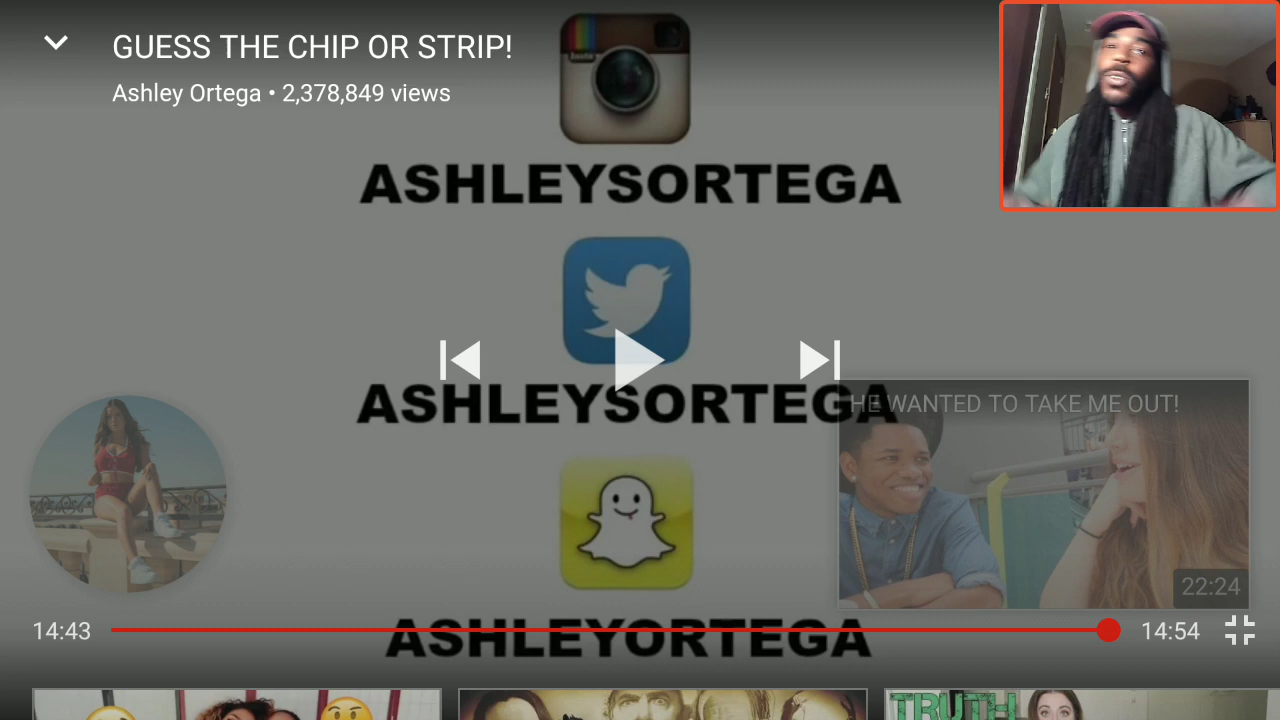 GUESS THE CHIP OR STRIP!
Ashley Ortega • 2,378,849 views
ASHLEYSORTEGA
ASHLEYSORTEGA
HE WANTED TO TAKE ME OUT!
22:24
ASHLEYORTEGA
14:43
14:54
TRUTH